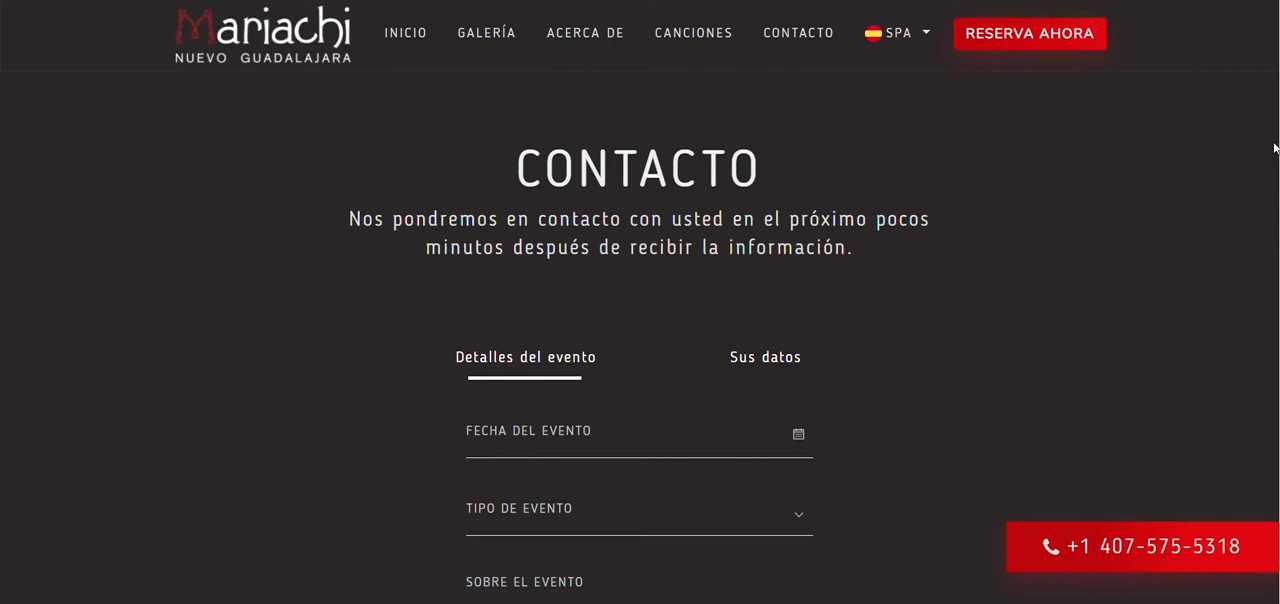 Mariachi
NUEVO GUADALAJARA
INICIO
GALERÍA
ACERCA DE
CANCIONES
CONTACTO
SPA
RESERVA AHORA
CONTACTO
Nos pondremos en contacto con usted en el próximo pocos
minutos después de recibir la información.
Detalles del evento
Sus datos
FECHA DEL EVENTO
TIPO DE EVENTO
SOBRE EL EVENTO
+1 407-575-5318